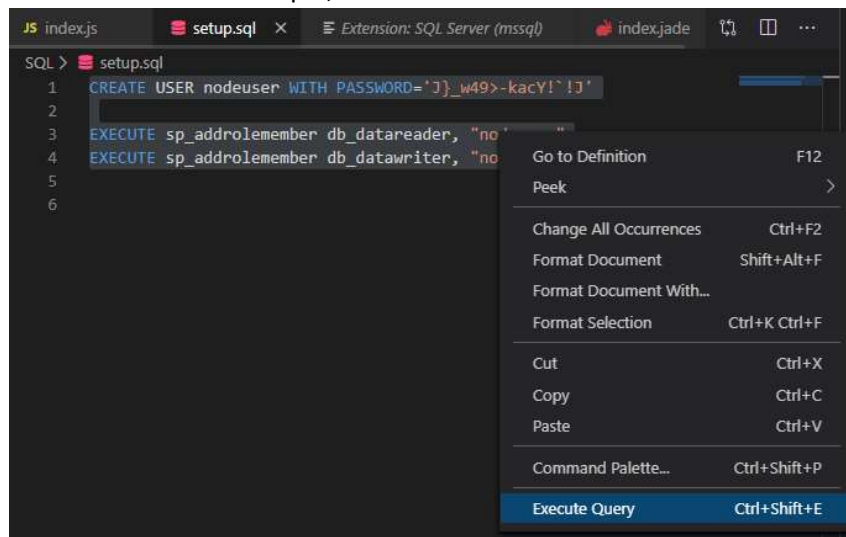 JS index.js setup.sql × Extension: SQL Server (mssql) index.jade ...
SQL > setup.sql
1 CREATE USER nodeuser WITH PASSWORD='J}_w49>-kacY!`!J'
2
3 EXECUTE sp_addrolemember db_datareader, "no
4 EXECUTE sp_addrolemember db_datawriter, "no
5
6
Go to Definition F12
Peek >
Change All Occurrences Ctrl+F2
Format Document Shift+Alt+F
Format Document With...
Format Selection Ctrl+K Ctrl+F
Cut Ctrl+X
Copy Ctrl+C
Paste Ctrl+V
Command Palette... Ctrl+Shift+P
Execute Query Ctrl+Shift+E